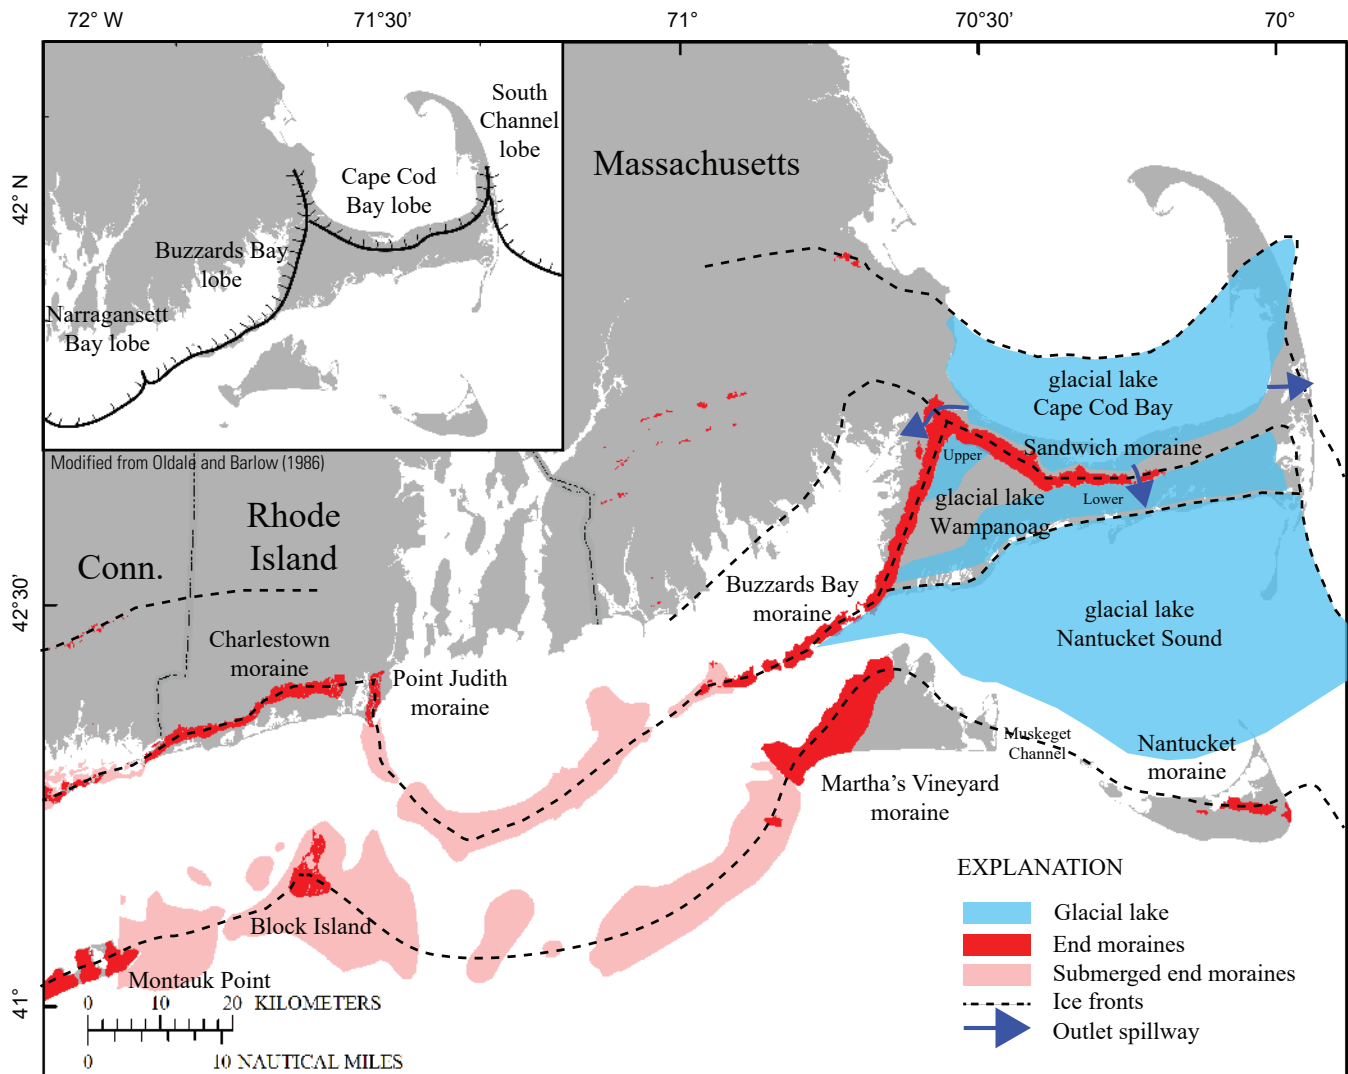 72° W
71°30’
71°
70°30’
70°
42° N
42°30'
41°
South
Channel
lobe
Cape Cod
Bay lobe
Buzzards Bay
lobe
Narragansett
Bay lobe
Modified from Oldale and Barlow (1986)
Massachusetts
Rhode
Island
Conn.
glacial lake
Cape Cod Bay
Sandwich moraine
Upper
Lower
glacial lake
Wampanoag
Buzzards Bay
moraine
glacial lake
Nantucket Sound
Charlestown
moraine
Point Judith
moraine
Muskeget
Channel
Nantucket
moraine
Martha’s Vineyard
moraine
Block Island
Montauk Point
0 10 20 KILOMETERS
0 10 NAUTICAL MILES
EXPLANATION
Glacial lake
End moraines
Submerged end moraines
Ice fronts
Outlet spillway